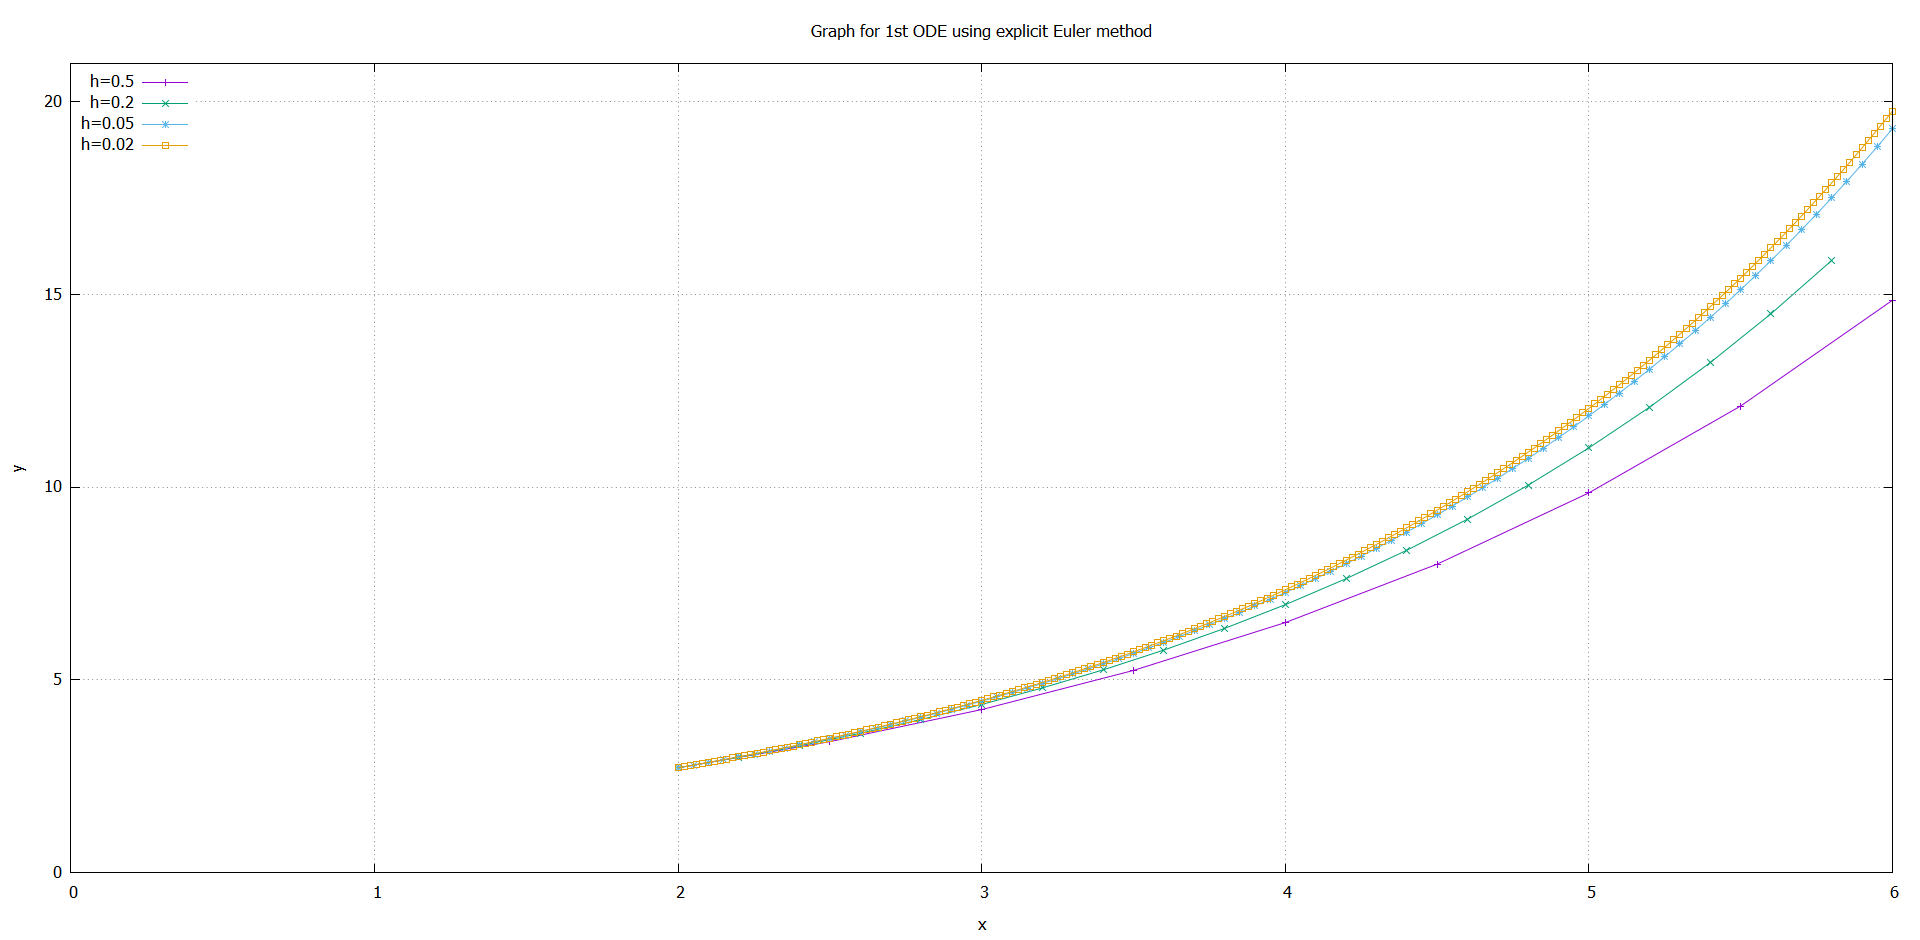 Graph for 1st ODE using explicit Euler method
h=0.5
h=0.2
h=0.05
h=0.02
20
15
10
5
0
y
0 1 2 3 4 5 6
x